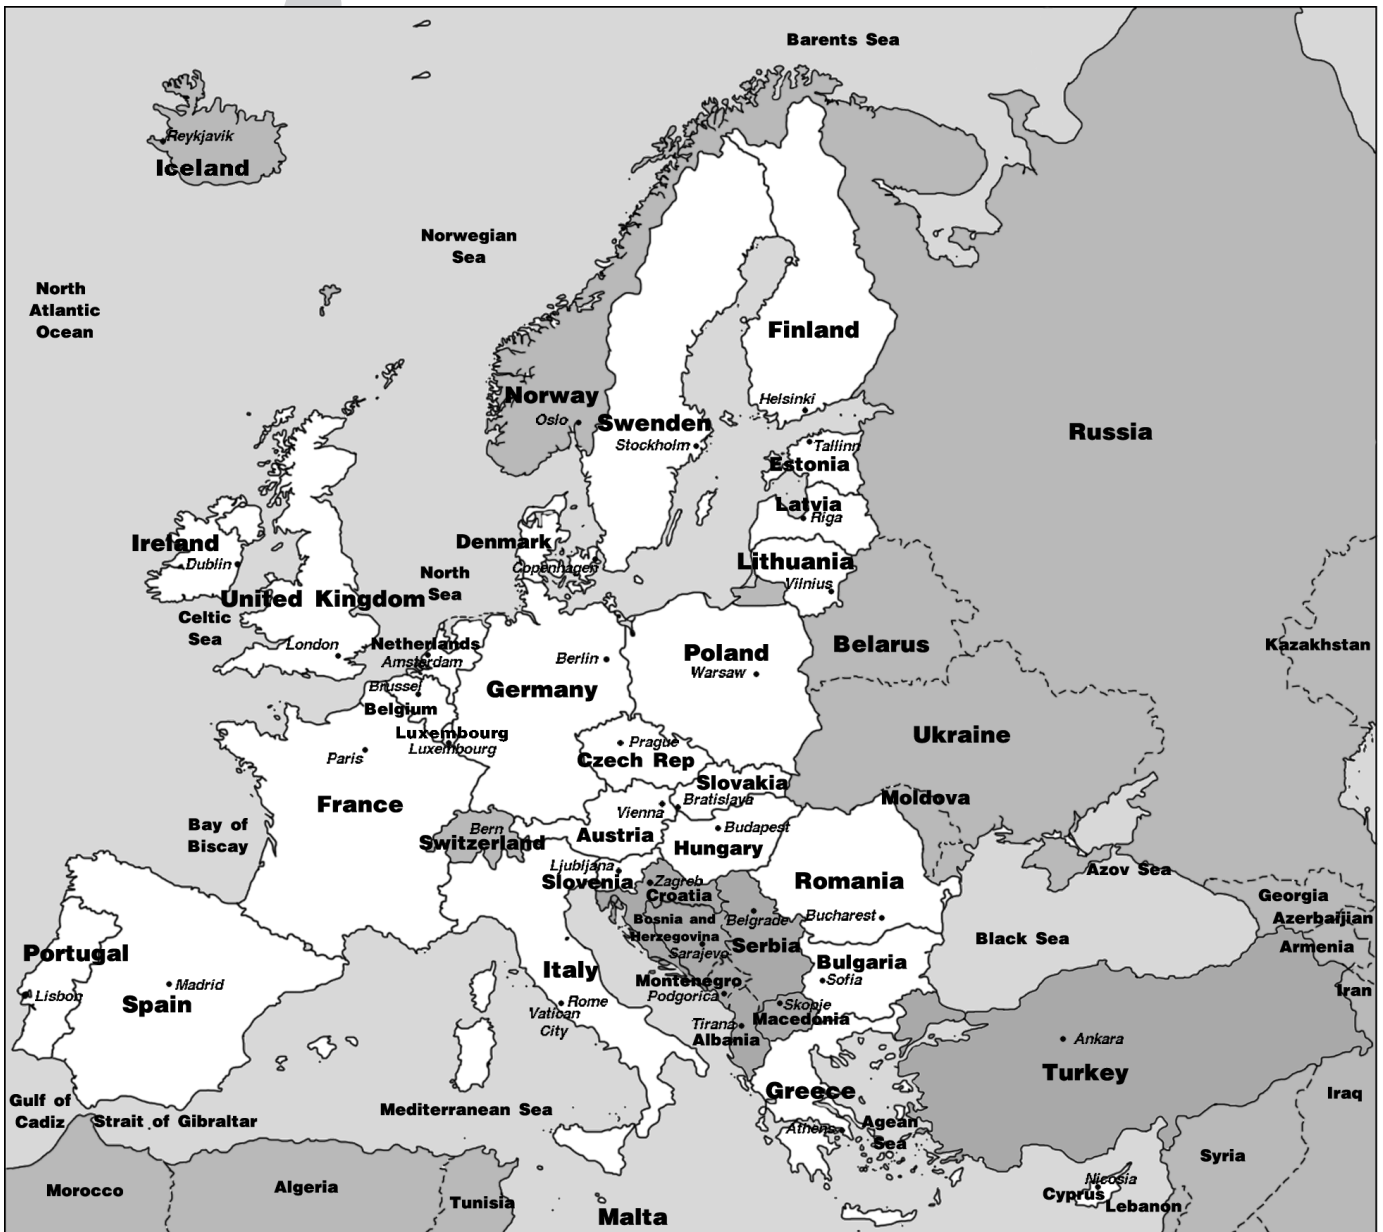 Barents Sea
Reykjavik
Iceland
Norwegian
Sea
North
Atlantic
Ocean
Finland
Norway
Helsinki
Oslo
Swenden
Stockholm
Russia
Tallinn
Estonia
Latvia
Riga
Ireland
Dublin
Denmark
Copenhagen
Lithuania
Vilnius
North
Sea
United Kingdom
Celtic
Sea
London
Netherlands
Amsterdam
Berlin
Poland
Warsaw
Belarus
Kazakhstan
Brussel
Belgium
Germany
Luxembourg
Luxembourg
Paris
Prague
Czech Rep
Ukraine
Slovakia
Bratislava
Moldova
France
Vienna
Austria
Budapest
Hungary
Bay of
Biscay
Bern
Switzerland
Ljubljana
Slovenia
Zagreb
Croatia
Romania
Bucharest
Azov Sea
Georgia
Azerbaijian
Armenia
Iran
Bosnia and
Herzegovina
Sarajevo
Belgrade
Serbia
Black Sea
Portugal
Lisbon
Madrid
Spain
Italy
Rome
Vatican
City
Montenegro
Podgorica
Bulgaria
Sofia
Skopje
Macedonia
Tirana
Albania
Ankara
Turkey
Greece
Athens
Agean
Sea
Iraq
Gulf of
Cadiz
Strait of Gibraltar
Mediterranean Sea
Syria
Nicosia
Cyprus
Lebanon
Morocco
Algeria
Tunisia
Malta